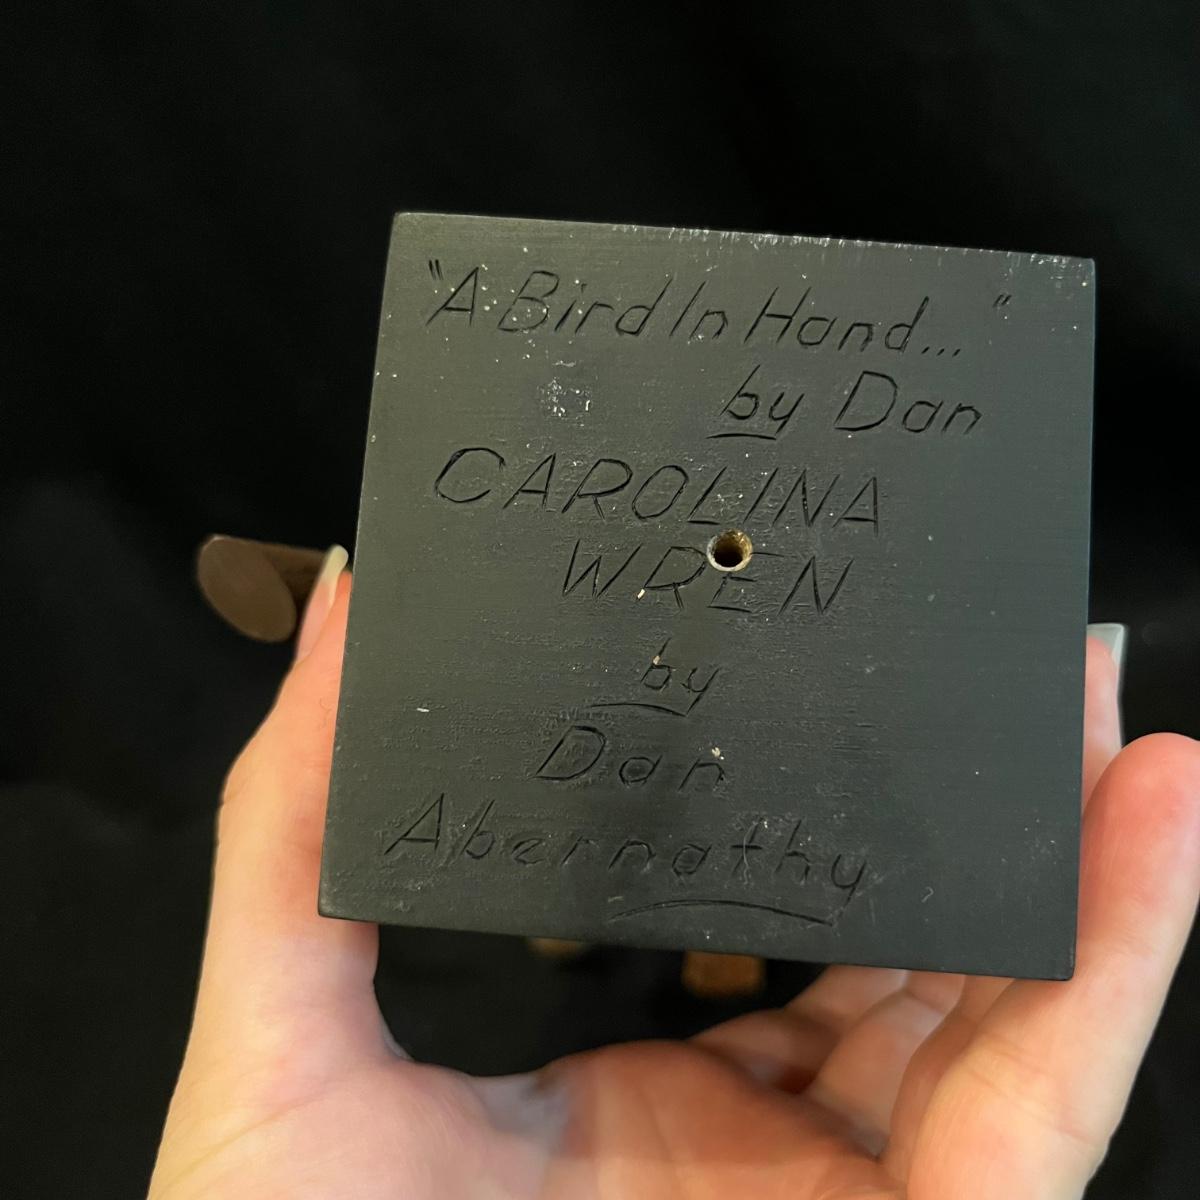 "A Bird In Hand... "
by Dan
CAROLINA
WREN
by
Dan
Abernathy